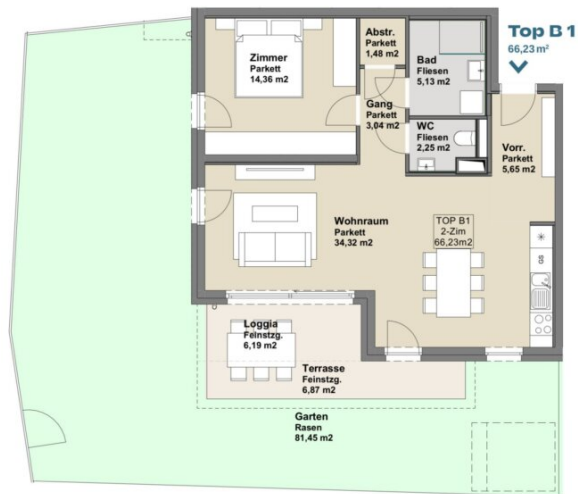 Top B 1
66,23 m²
Abstr.
Parkett
1,48 m2
Zimmer
Parkett
14,36 m2
Bad
Fliesen
5,13 m2
Gang
Parkett
3,04 m2
WC
Fliesen
2,25 m2
Vorr.
Parkett
5,65 m2
Wohnraum
Parkett
34,32 m2
TOP B1
2-Zim
66,23m2
GS
Loggia
Feinstzg.
6,19 m2
Terrasse
Feinstzg.
6,87 m2
Garten
Rasen
81,45 m2